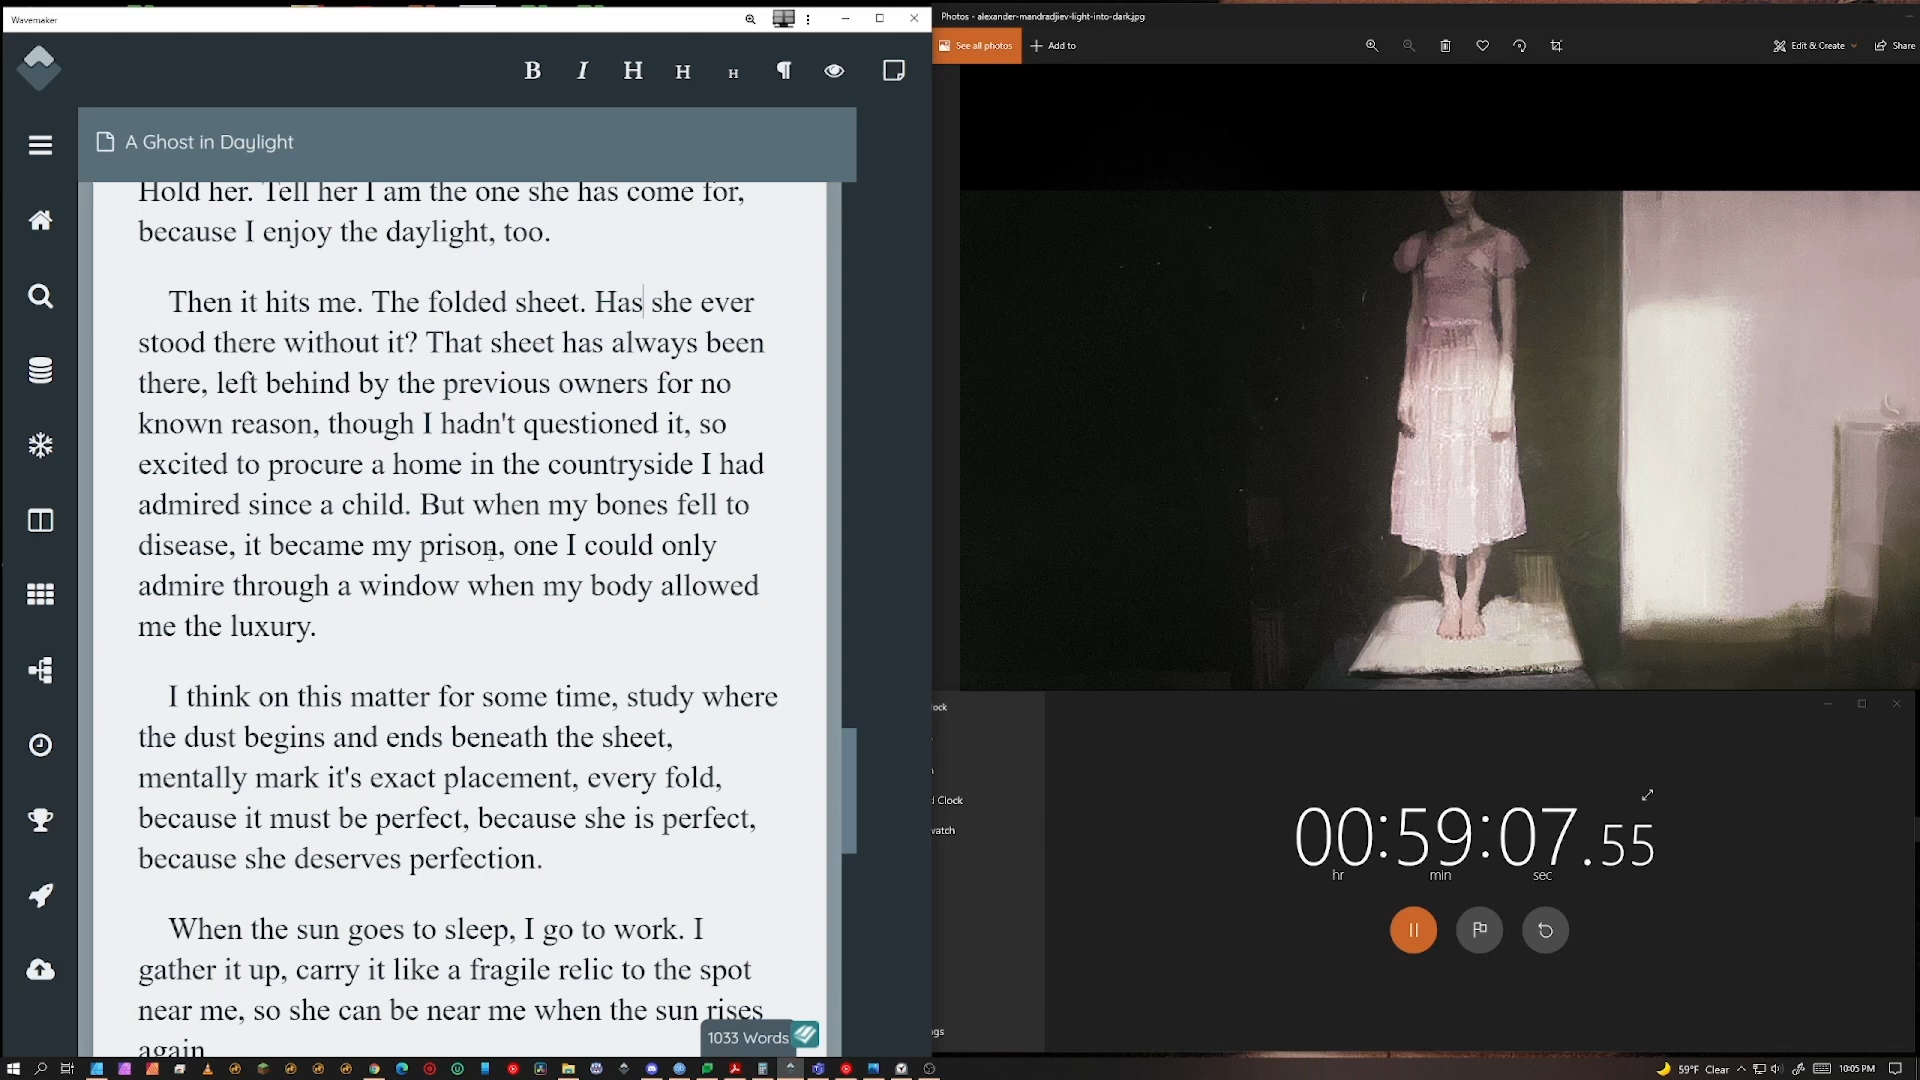 Wavemaker
Photos - alexander-mandradjiev-light-into-dark.jpg
See all photos
Add to
Edit & Create
Share
B I H H H ¶
A Ghost in Daylight
Hold her. Tell her I am the one she has come for,
because I enjoy the daylight, too.
Then it hits me. The folded sheet. Has she ever
stood there without it? That sheet has always been
there, left behind by the previous owners for no
known reason, though I hadn't questioned it, so
excited to procure a home in the countryside I had
admired since a child. But when my bones fell to
disease, it became my prison, one I could only
admire through a window when my body allowed
me the luxury.
I think on this matter for some time, study where
the dust begins and ends beneath the sheet,
mentally mark it's exact placement, every fold,
because it must be perfect, because she is perfect,
because she deserves perfection.
When the sun goes to sleep, I go to work. I
gather it up, carry it like a fragile relic to the spot
near me, so she can be near me when the sun rises
again
1033 Words
ock
d Clock
watch
gs
00:59:07.55
hr min sec
59°F Clear
10:05 PM